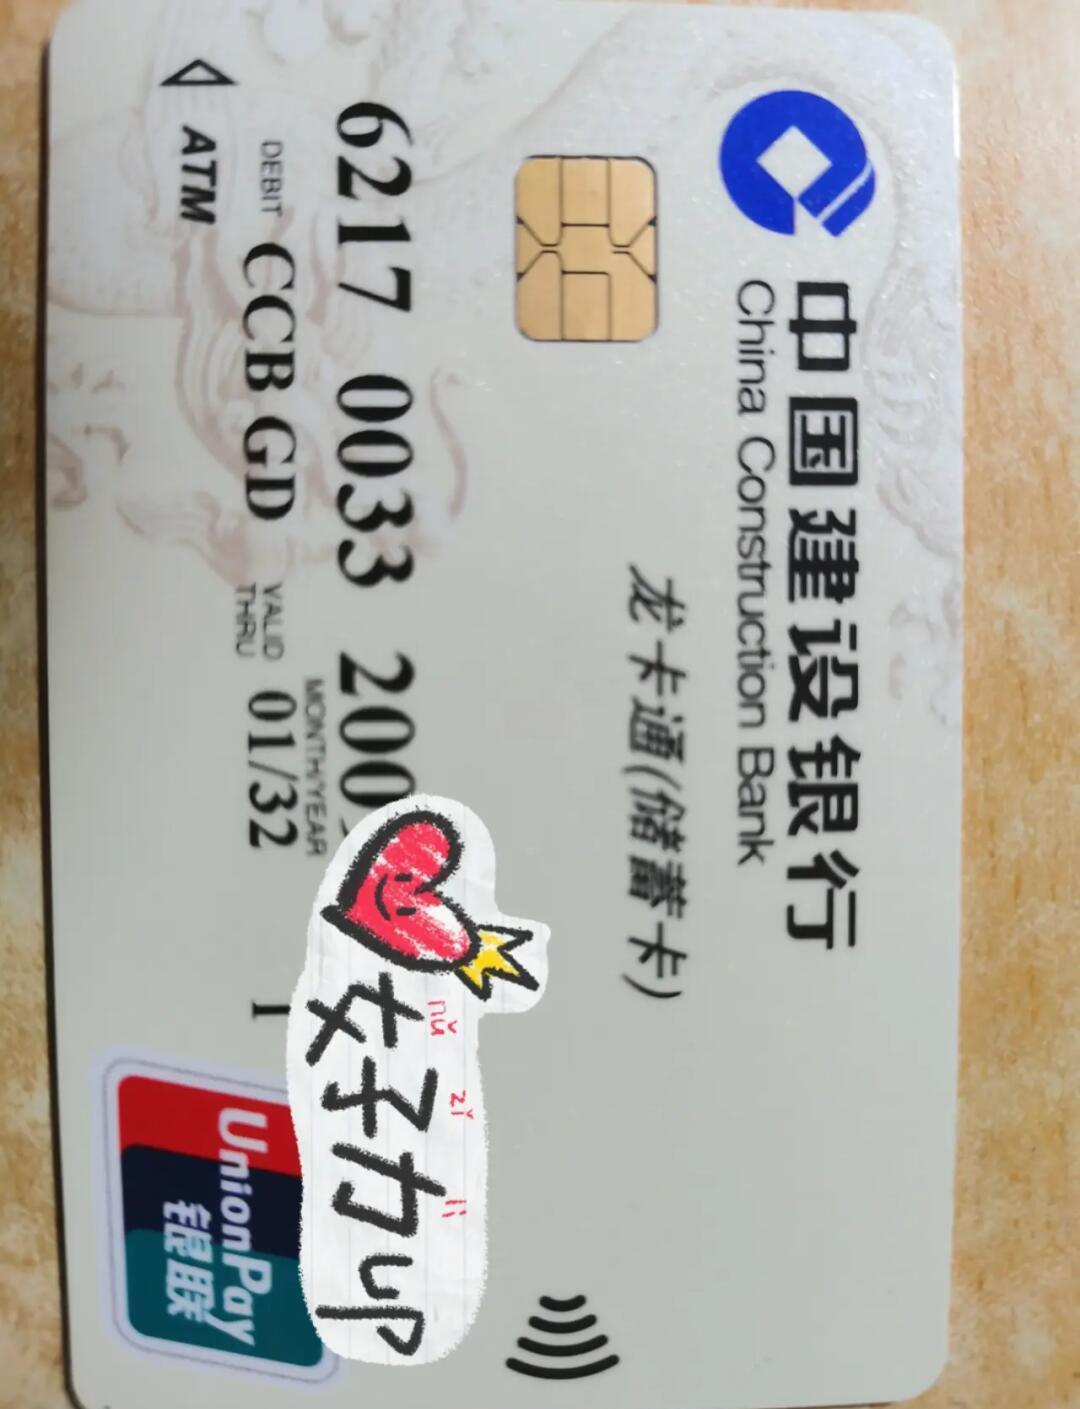 中国建设银行
China Construction Bank
龙卡通(储蓄卡)
6217 0033 200
MONTH/YEAR
DEBIT CCB GD VALID THRU 01/32 1
ATM
nǚ zǐ lì
女子力up
UnionPay
银联